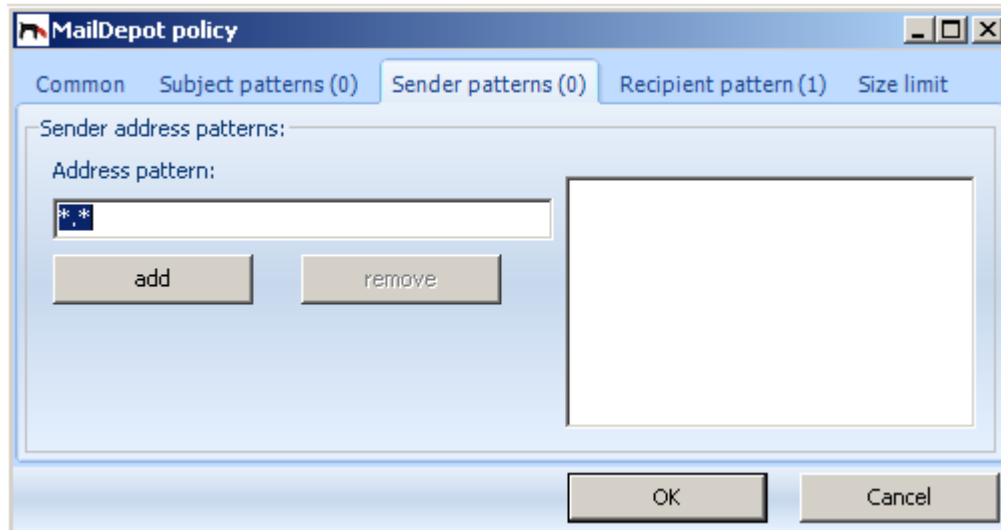 MailDepot policy
Common Subject patterns (0) Sender patterns (0) Recipient pattern (1) Size limit
Sender address patterns:
Address pattern:
*.*
add remove
OK Cancel